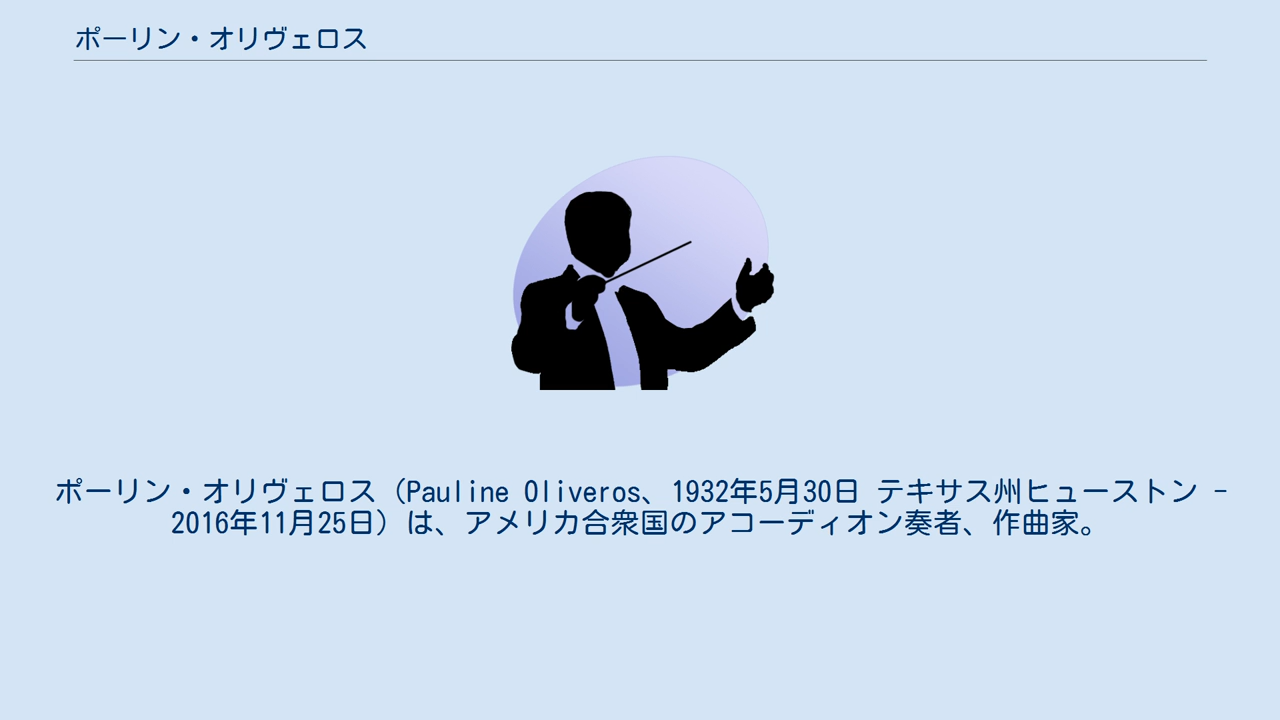 ポーリン・オリヴェロス
ポーリン・オリヴェロス（Pauline Oliveros、1932年5月30日 テキサス州ヒューストン -
2016年11月25日）は、アメリカ合衆国のアコーディオン奏者、作曲家。